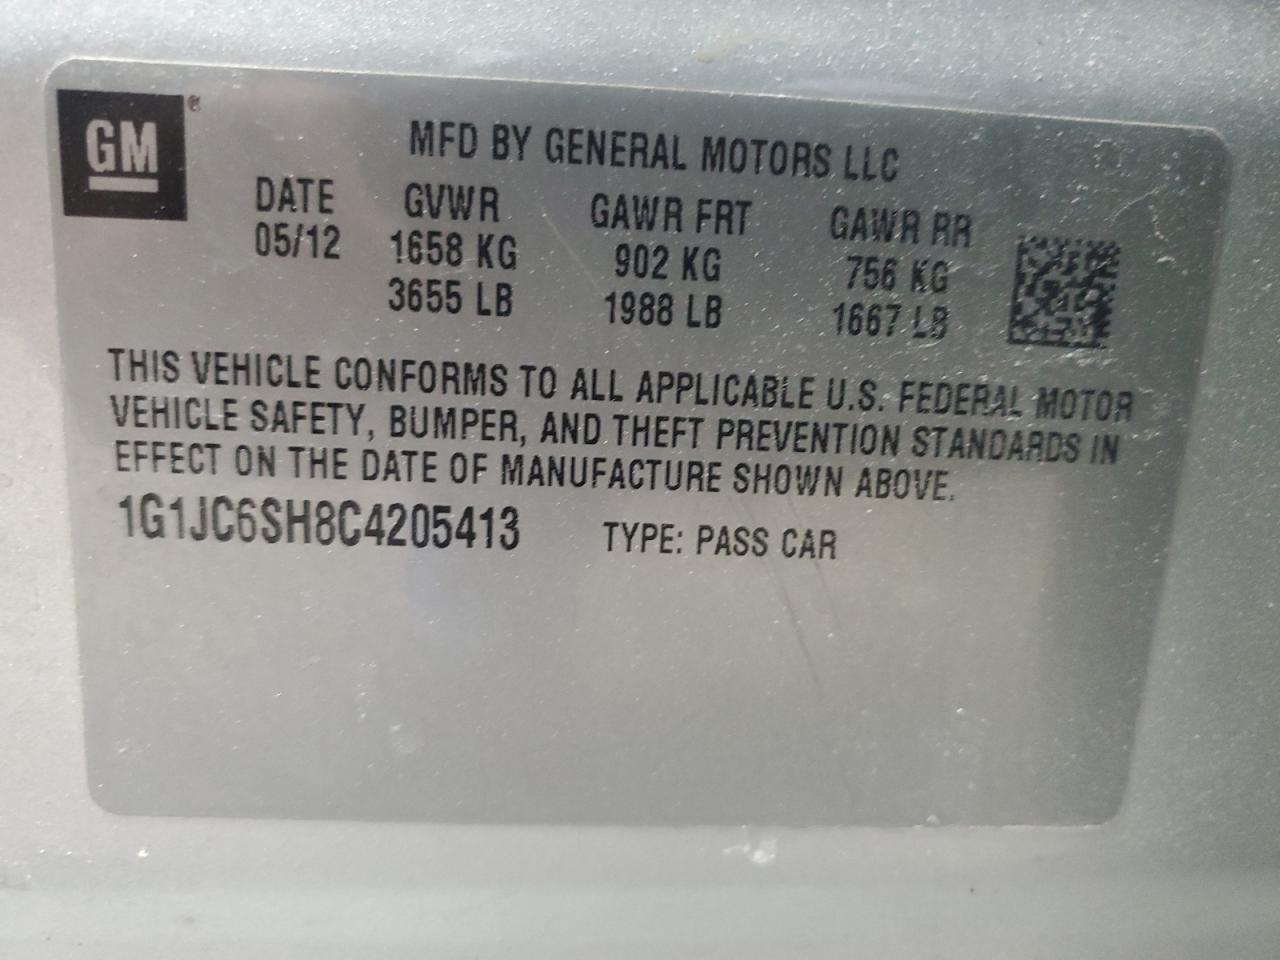 GM®
MFD BY GENERAL MOTORS LLC
DATE GVWR GAWR FRT GAWR RR
05/12 1658 KG 902 KG 756 KG
3655 LB 1988 LB 1667 LB
THIS VEHICLE CONFORMS TO ALL APPLICABLE U.S. FEDERAL MOTOR
VEHICLE SAFETY, BUMPER, AND THEFT PREVENTION STANDARDS IN
EFFECT ON THE DATE OF MANUFACTURE SHOWN ABOVE.
1G1JC6SH8C4205413 TYPE: PASS CAR